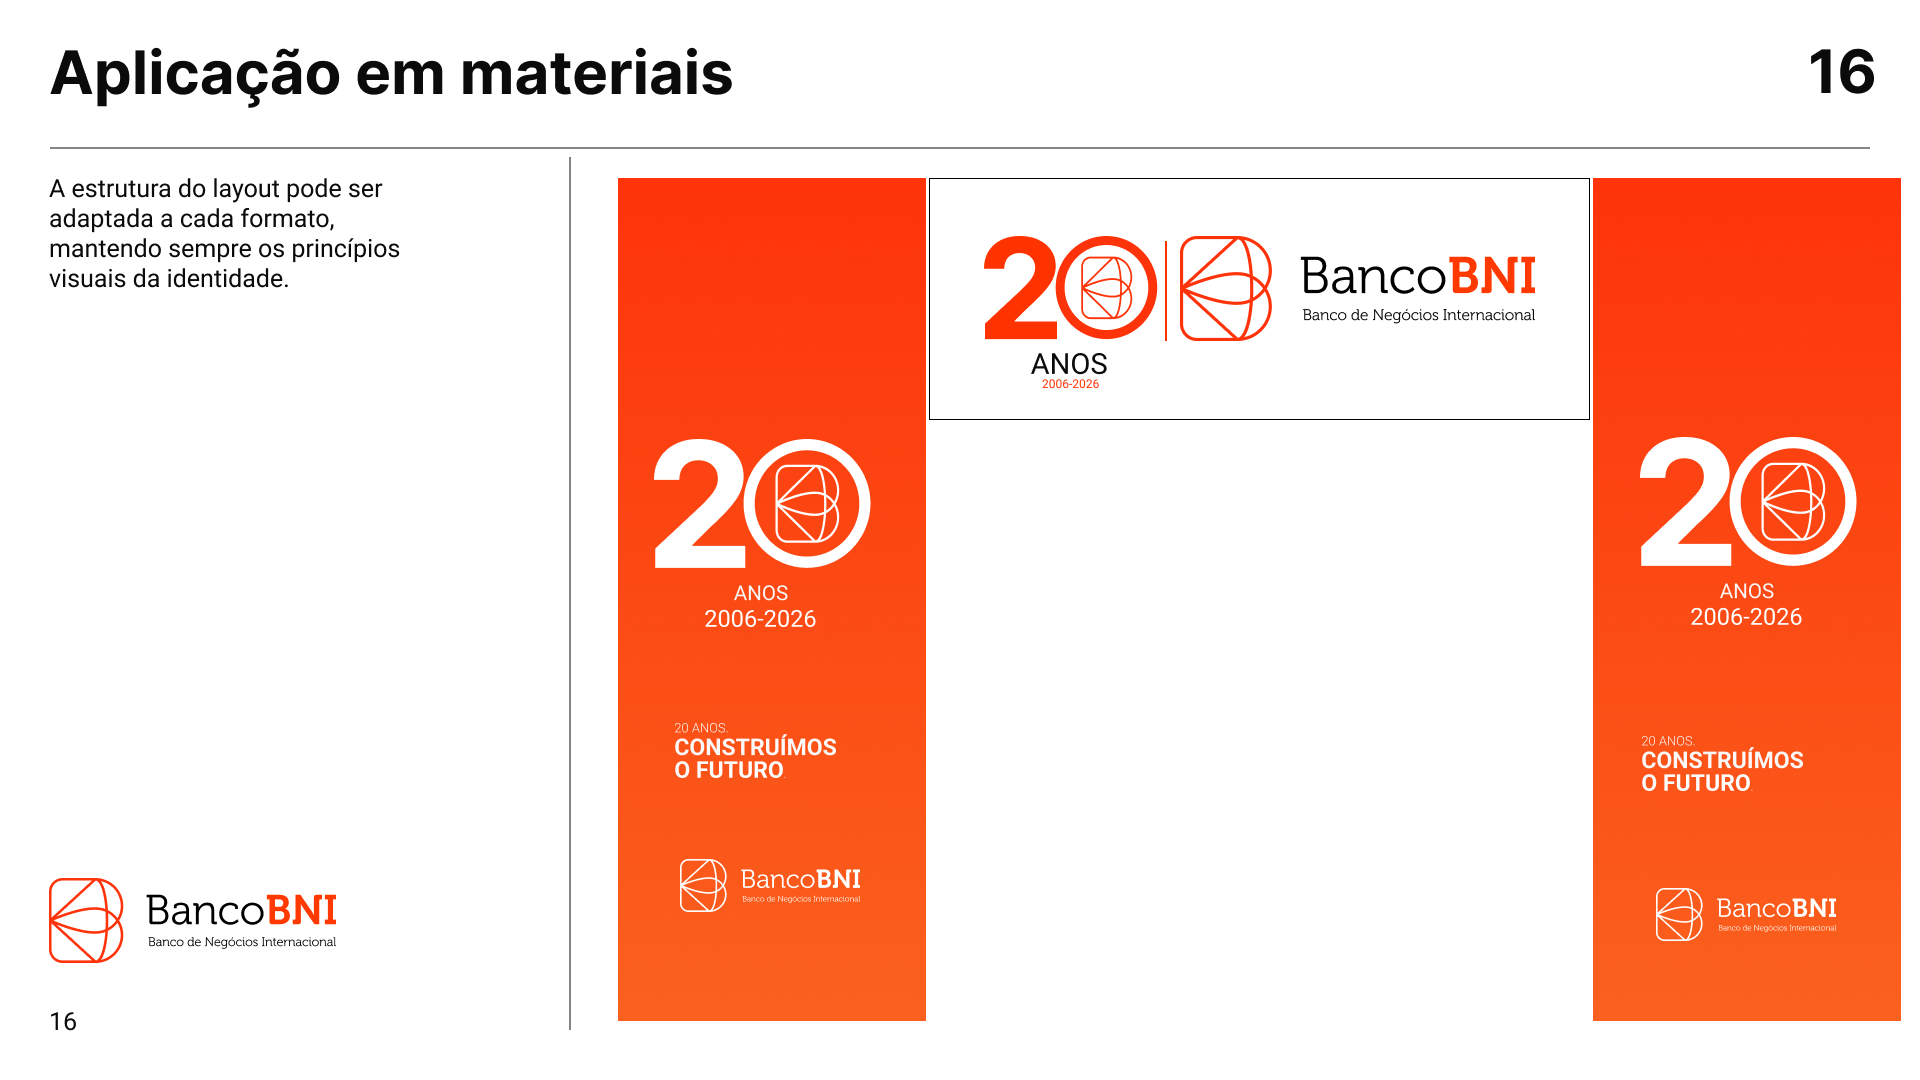 Aplicação em materiais
16
A estrutura do layout pode ser
adaptada a cada formato,
mantendo sempre os princípios
visuais da identidade.
BancoBNI
Banco de Negócios Internacional
16
20
ANOS
2006-2026
20 ANOS.
CONSTRUÍMOS
O FUTURO.
BancoBNI
Banco de Negócios Internacional
20
ANOS
2006-2026
BancoBNI
Banco de Negócios Internacional
20
ANOS
2006-2026
20 ANOS.
CONSTRUÍMOS
O FUTURO.
BancoBNI
Banco de Negócios Internacional